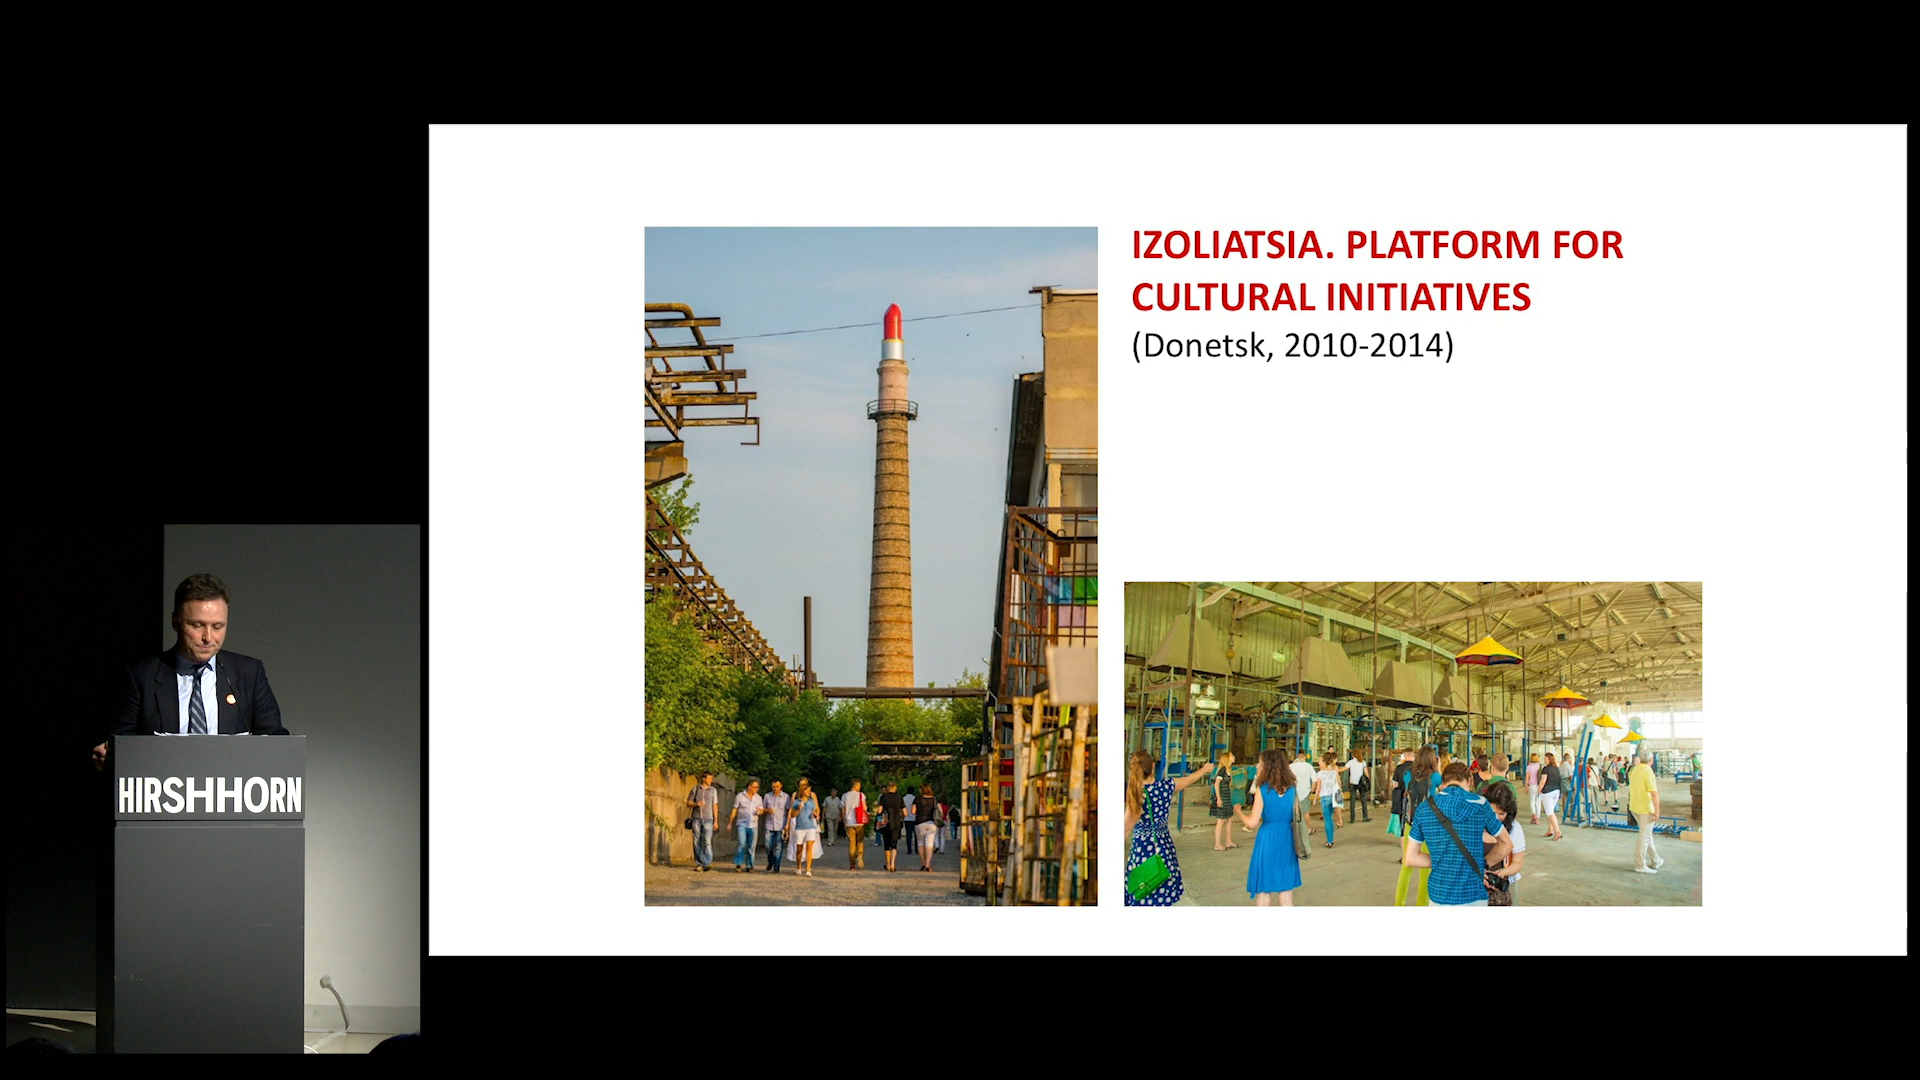 IZOLIATSIA. PLATFORM FOR
CULTURAL INITIATIVES
(Donetsk, 2010-2014)
HIRSHHORN